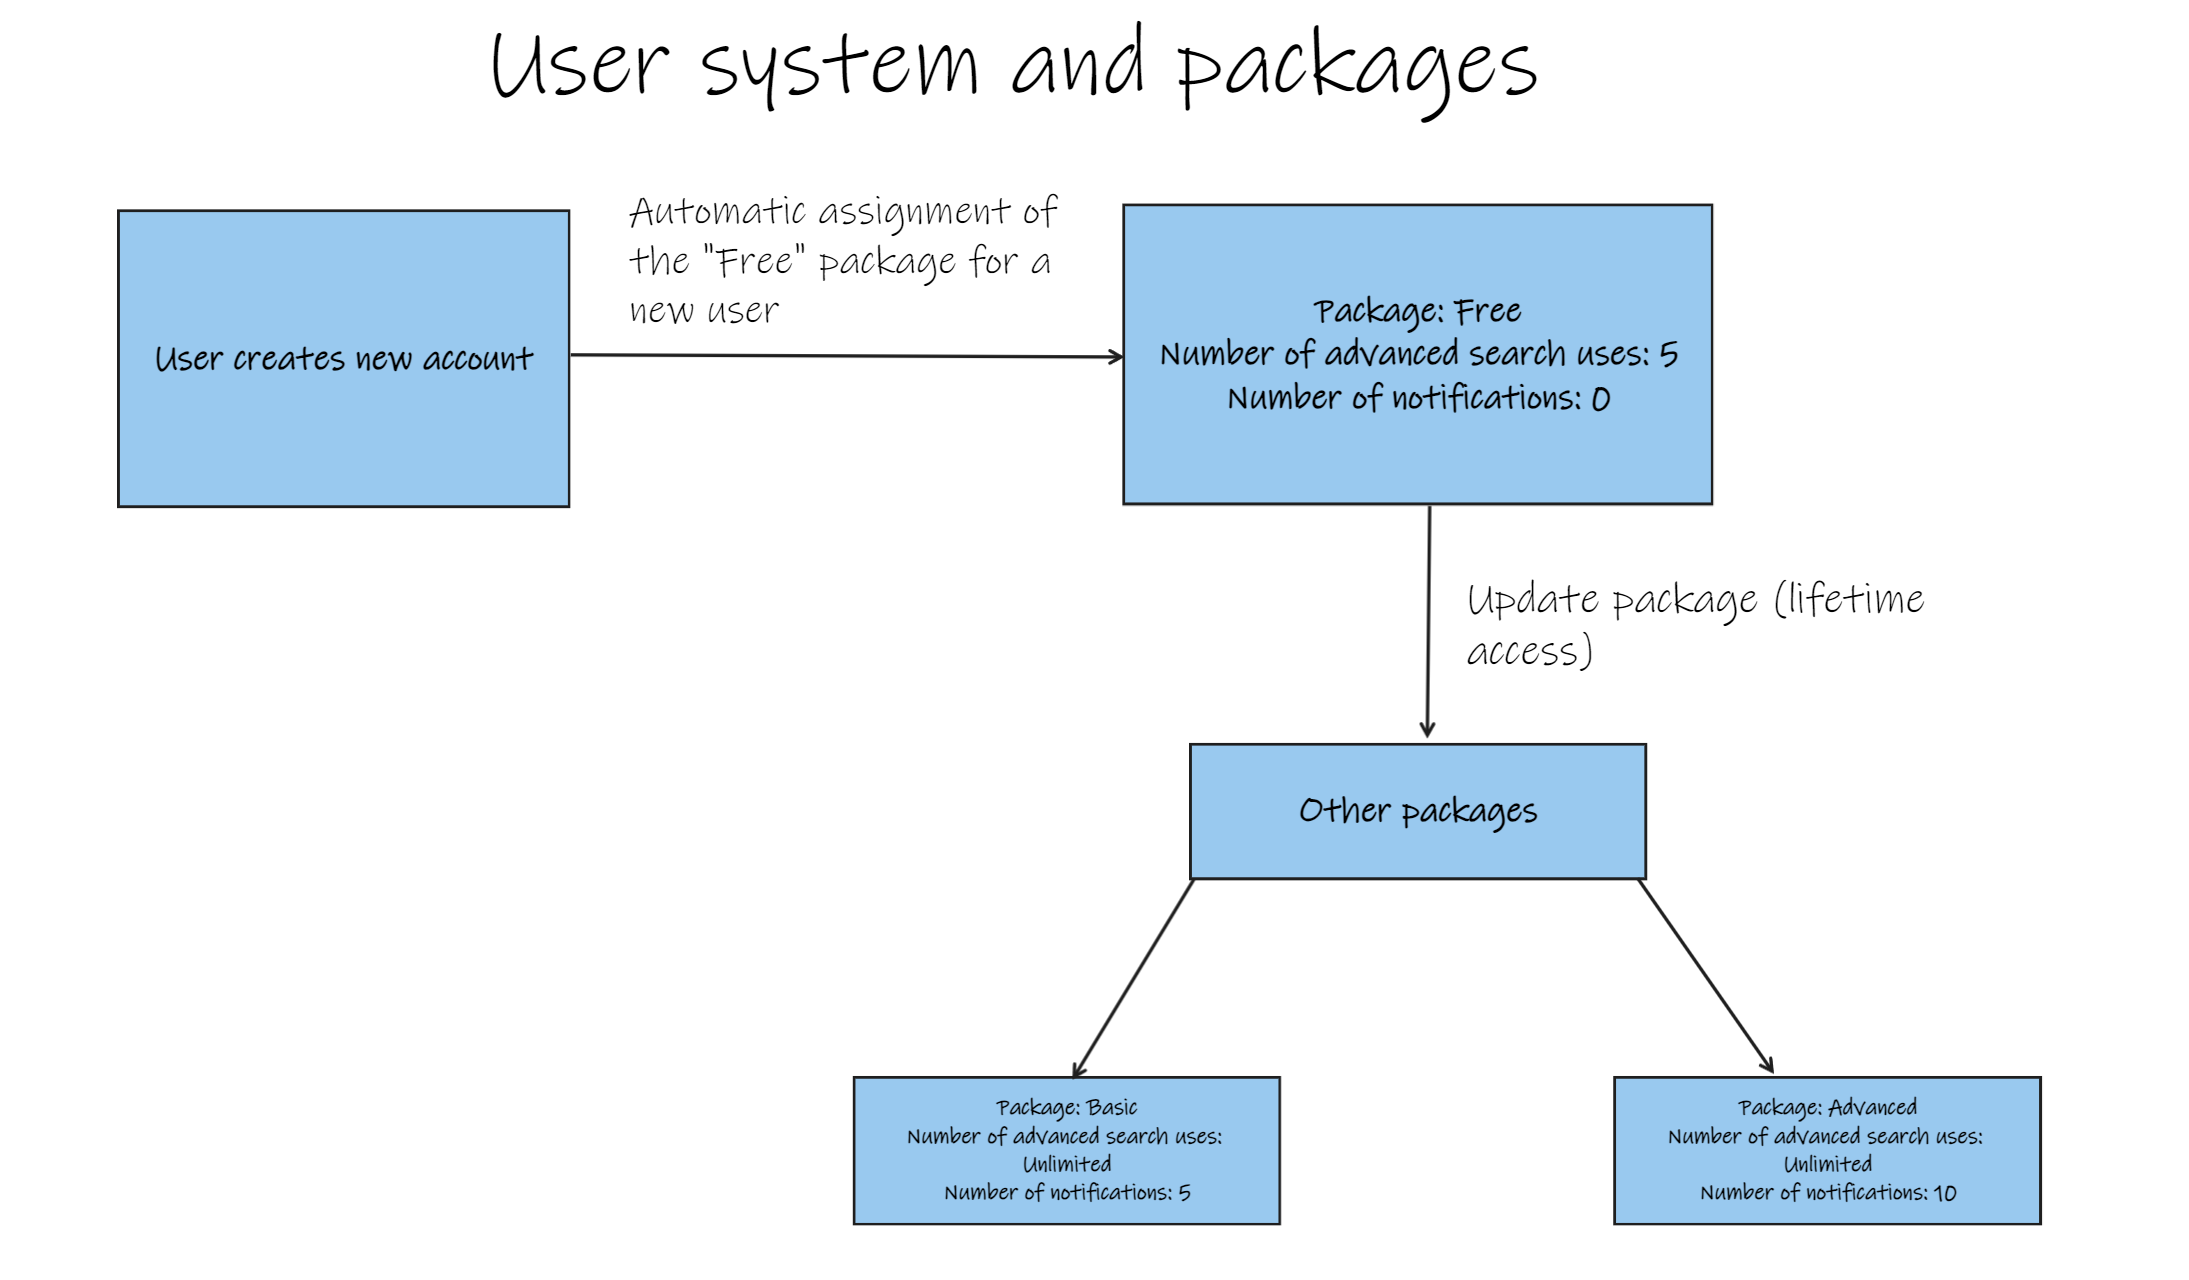 User system and packages
Automatic assignment of
the "Free" package for a
new user
User creates new account
Package: Free
Number of advanced search uses: 5
Number of notifications: 0
Update package (lifetime
access)
Other packages
Package: Basic
Number of advanced search uses:
Unlimited
Number of notifications: 5
Package: Advanced
Number of advanced search uses:
Unlimited
Number of notifications: 10